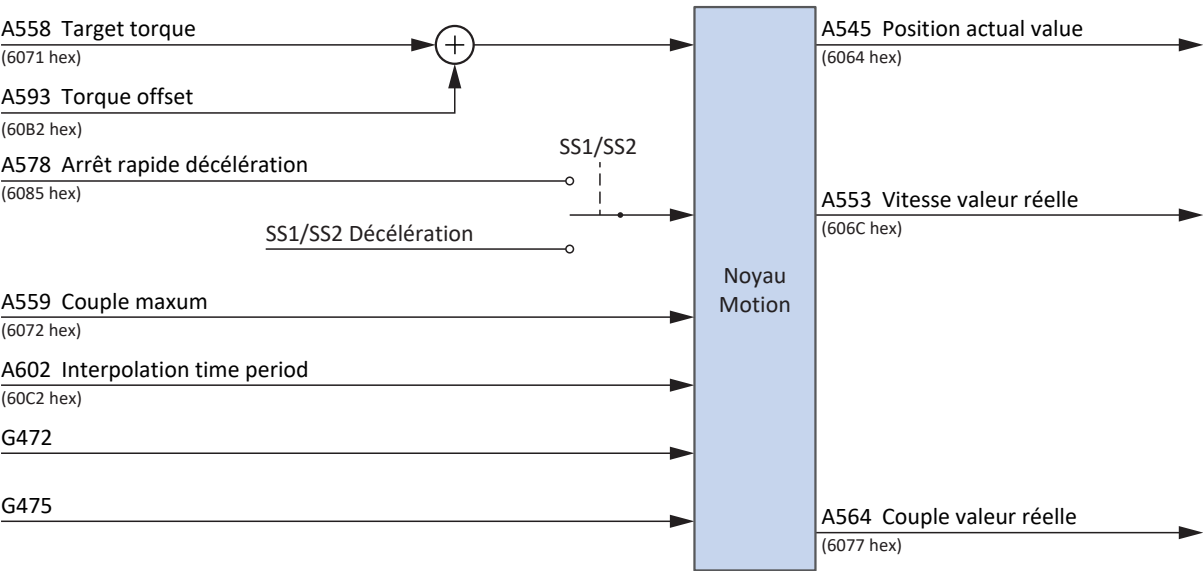 A558 Target torque
(6071 hex)
A593 Torque offset
(60B2 hex)
A578 Arrêt rapide décélération
(6085 hex)
SS1/SS2
SS1/SS2 Décélération
A559 Couple maxum
(6072 hex)
A602 Interpolation time period
(60C2 hex)
G472
G475
Noyau
Motion
A545 Position actual value
(6064 hex)
A553 Vitesse valeur réelle
(606C hex)
A564 Couple valeur réelle
(6077 hex)